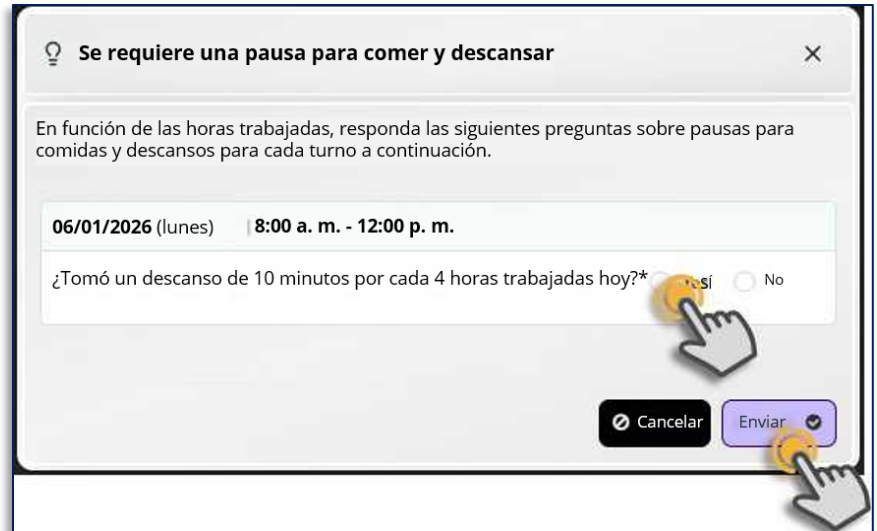 Se requiere una pausa para comer y descansar
En función de las horas trabajadas, responda las siguientes preguntas sobre pausas para
comidas y descansos para cada turno a continuación.
06/01/2026 (lunes) | 8:00 a. m. - 12:00 p. m.
¿Tomó un descanso de 10 minutos por cada 4 horas trabajadas hoy?* sí No
Cancelar Enviar